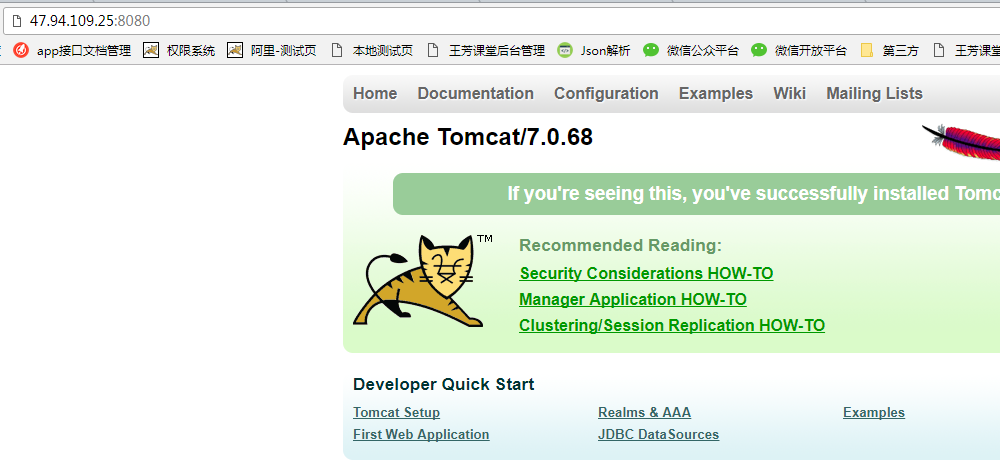 47.94.109.25:8080
app接口文档管理 权限系统 阿里-测试页 本地测试页 王芳课堂后台管理 Json解析 微信公众平台 微信开放平台 第三方 王芳课堂
Home Documentation Configuration Examples Wiki Mailing Lists
Apache Tomcat/7.0.68
If you're seeing this, you've successfully installed Tomc
TM
Recommended Reading:
Security Considerations HOW-TO
Manager Application HOW-TO
Clustering/Session Replication HOW-TO
Developer Quick Start
Tomcat Setup Realms & AAA Examples
First Web Application JDBC DataSources